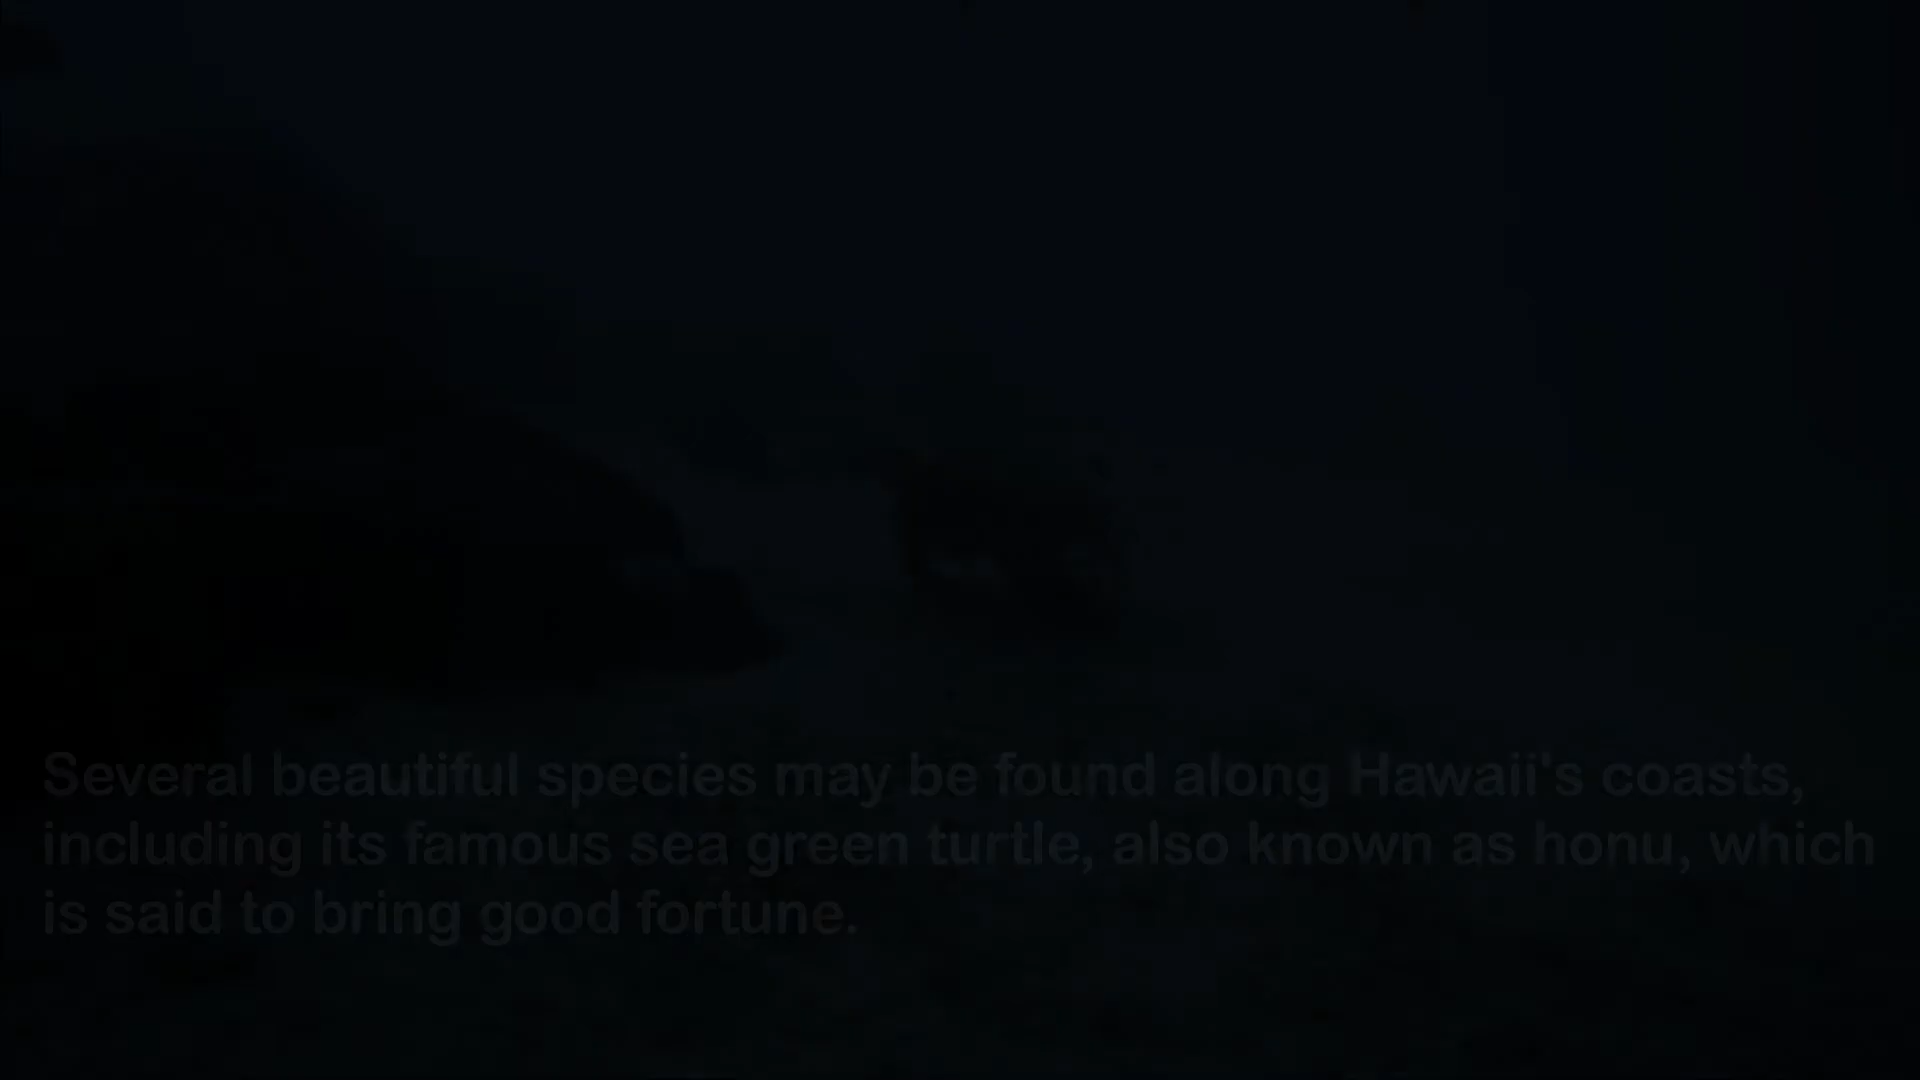 Several beautiful species may be found along Hawaii's coasts,
including its famous sea green turtle, also known as honu, which
is said to bring good fortune.